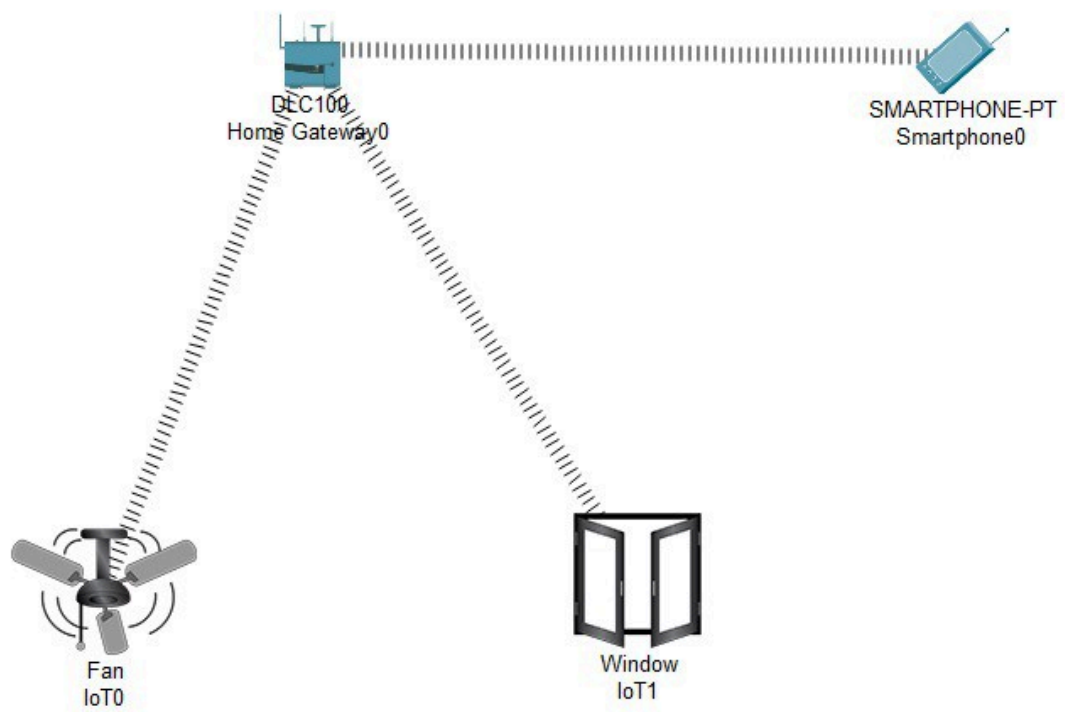 DLC100
Home Gateway0
SMARTPHONE-PT
Smartphone0
Fan
IoT0
Window
IoT1